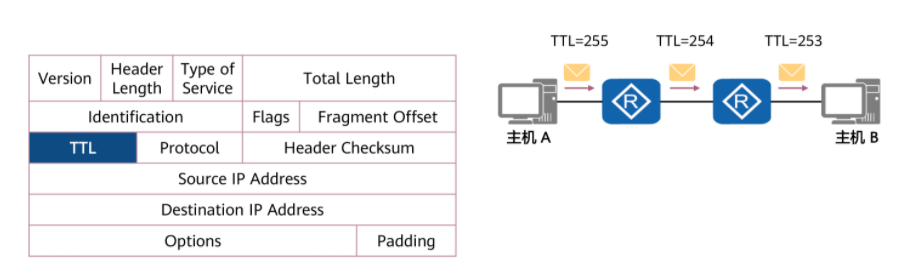 Version Header Length Type of Service Total Length
Identification Flags Fragment Offset
TTL Protocol Header Checksum
Source IP Address
Destination IP Address
Options Padding
TTL=255 TTL=254 TTL=253
R R
主机 A 主机 B